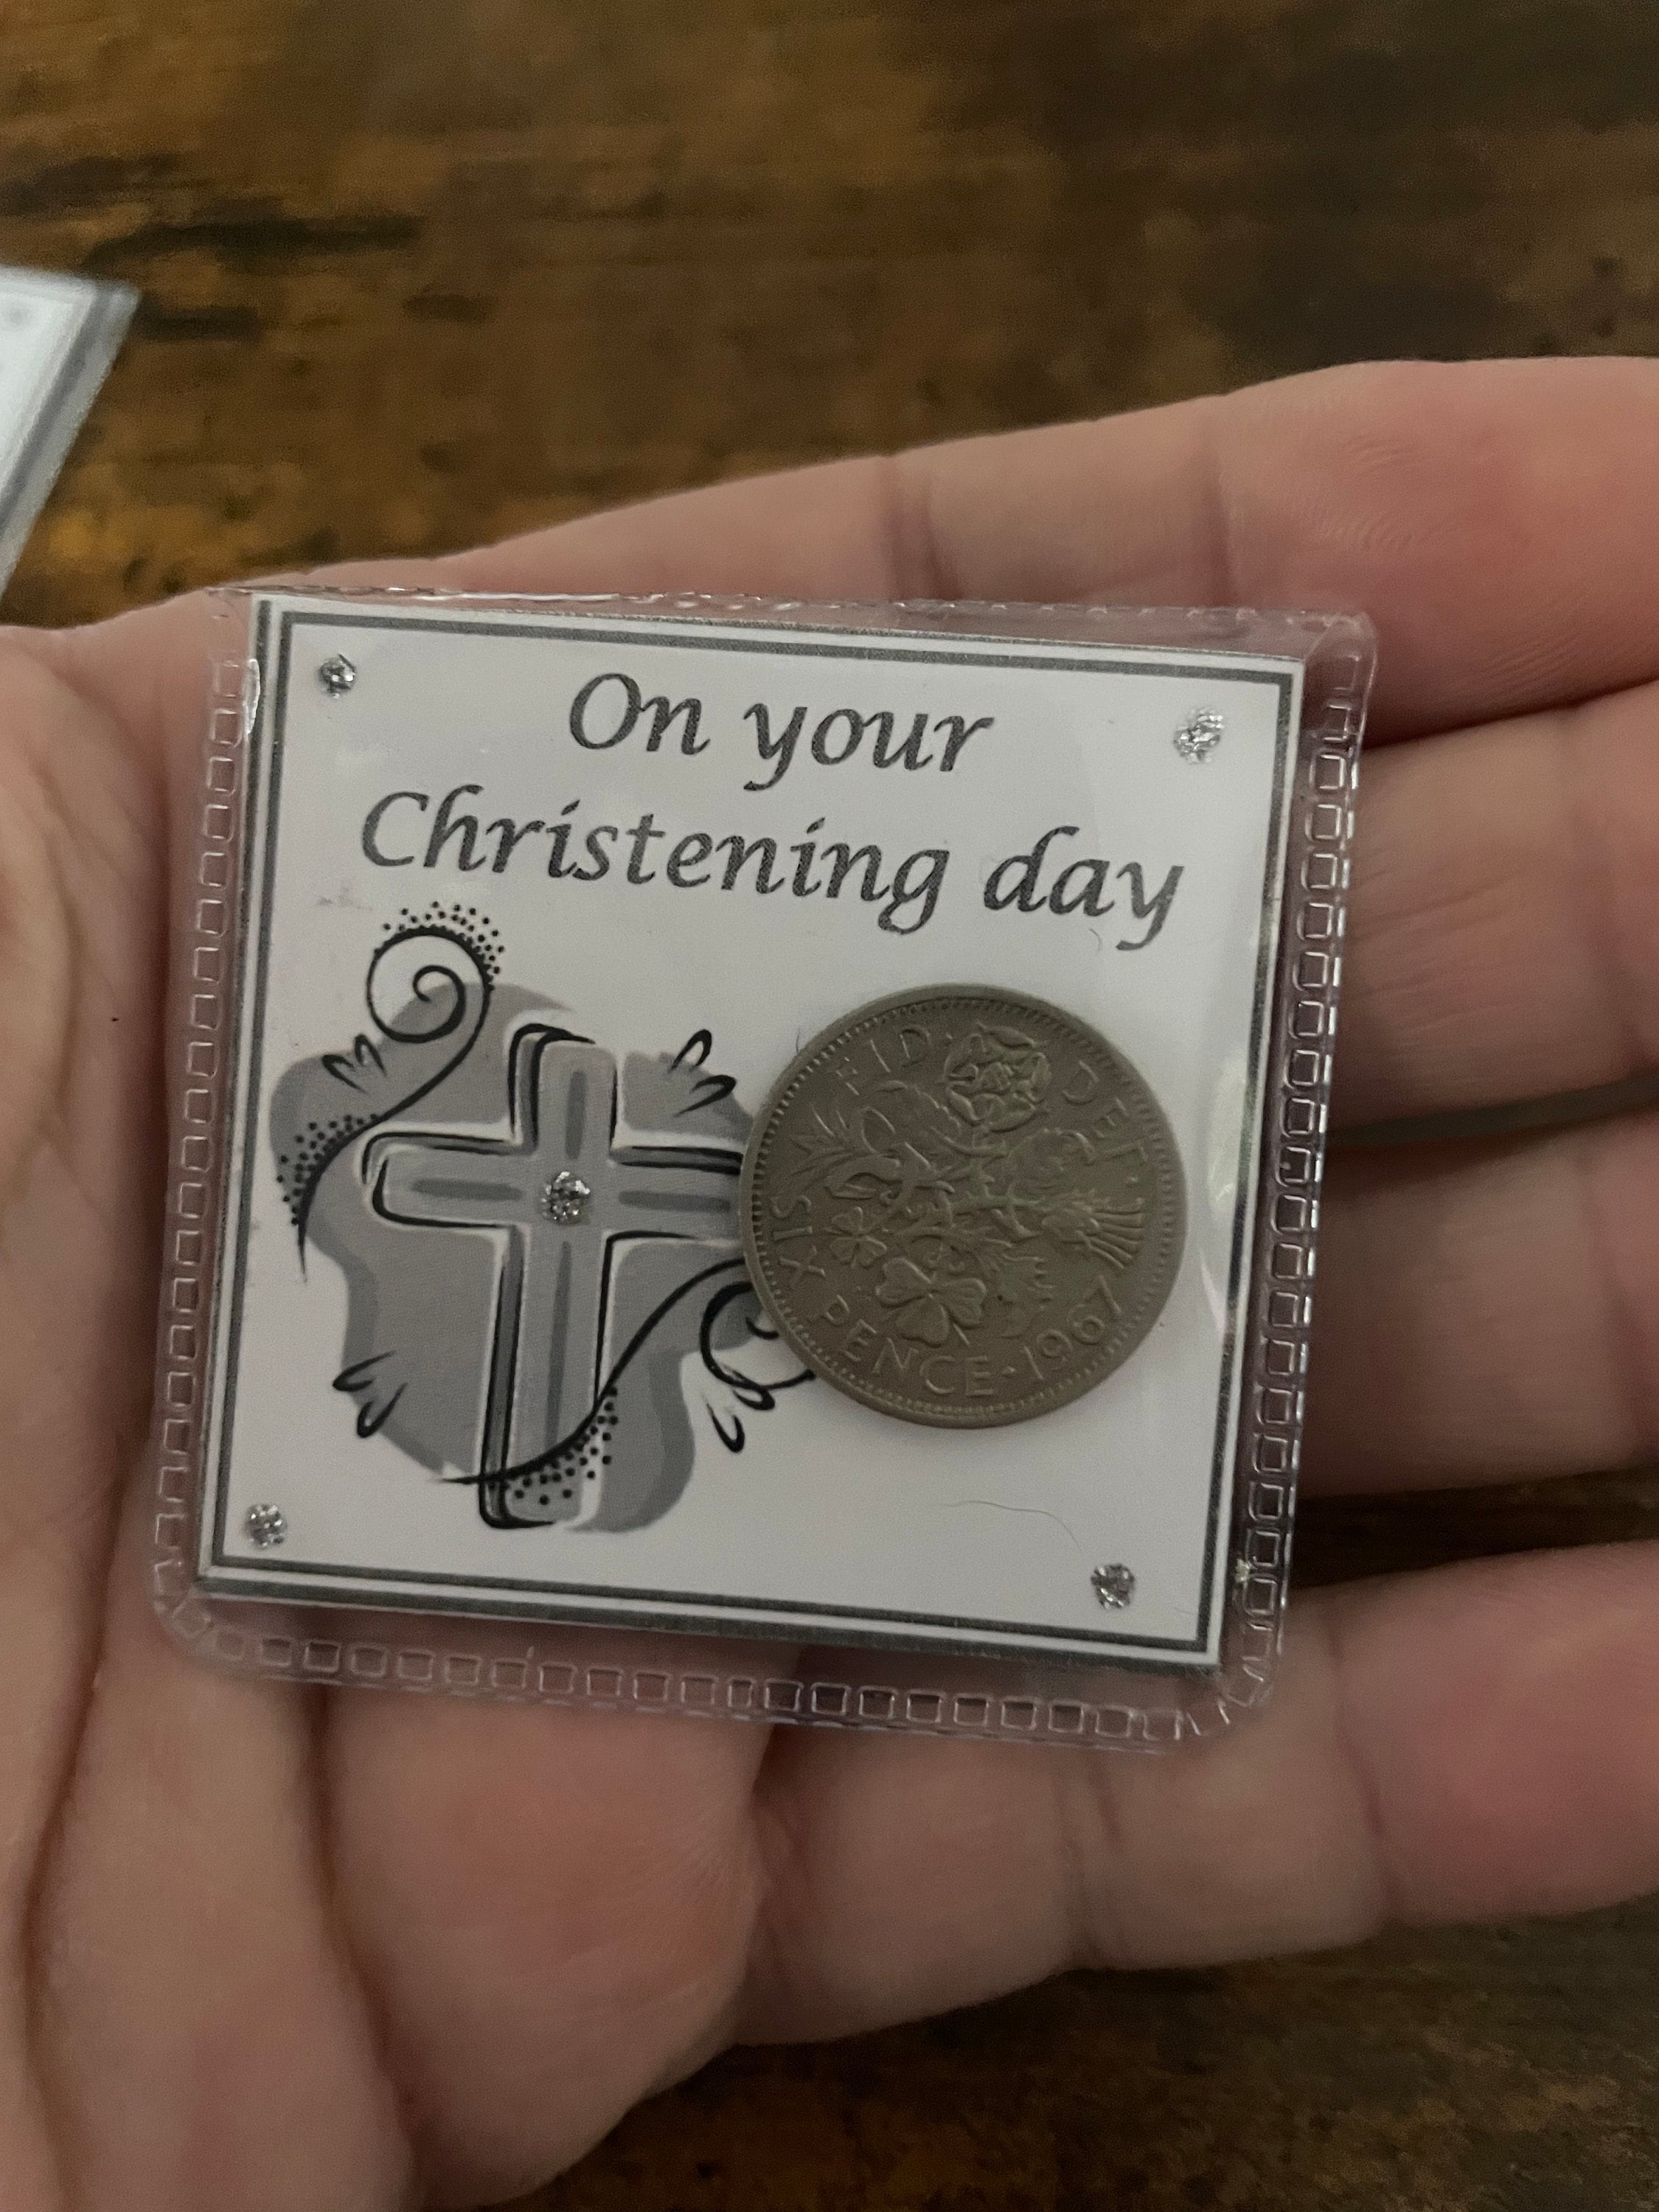 On your
Christening day
FID · DEF ·
SIX PENCE · 1967